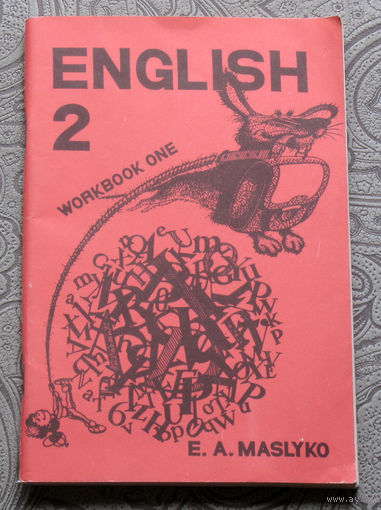 ENGLISH
2
WORKBOOK ONE
E. A. MASLYKO